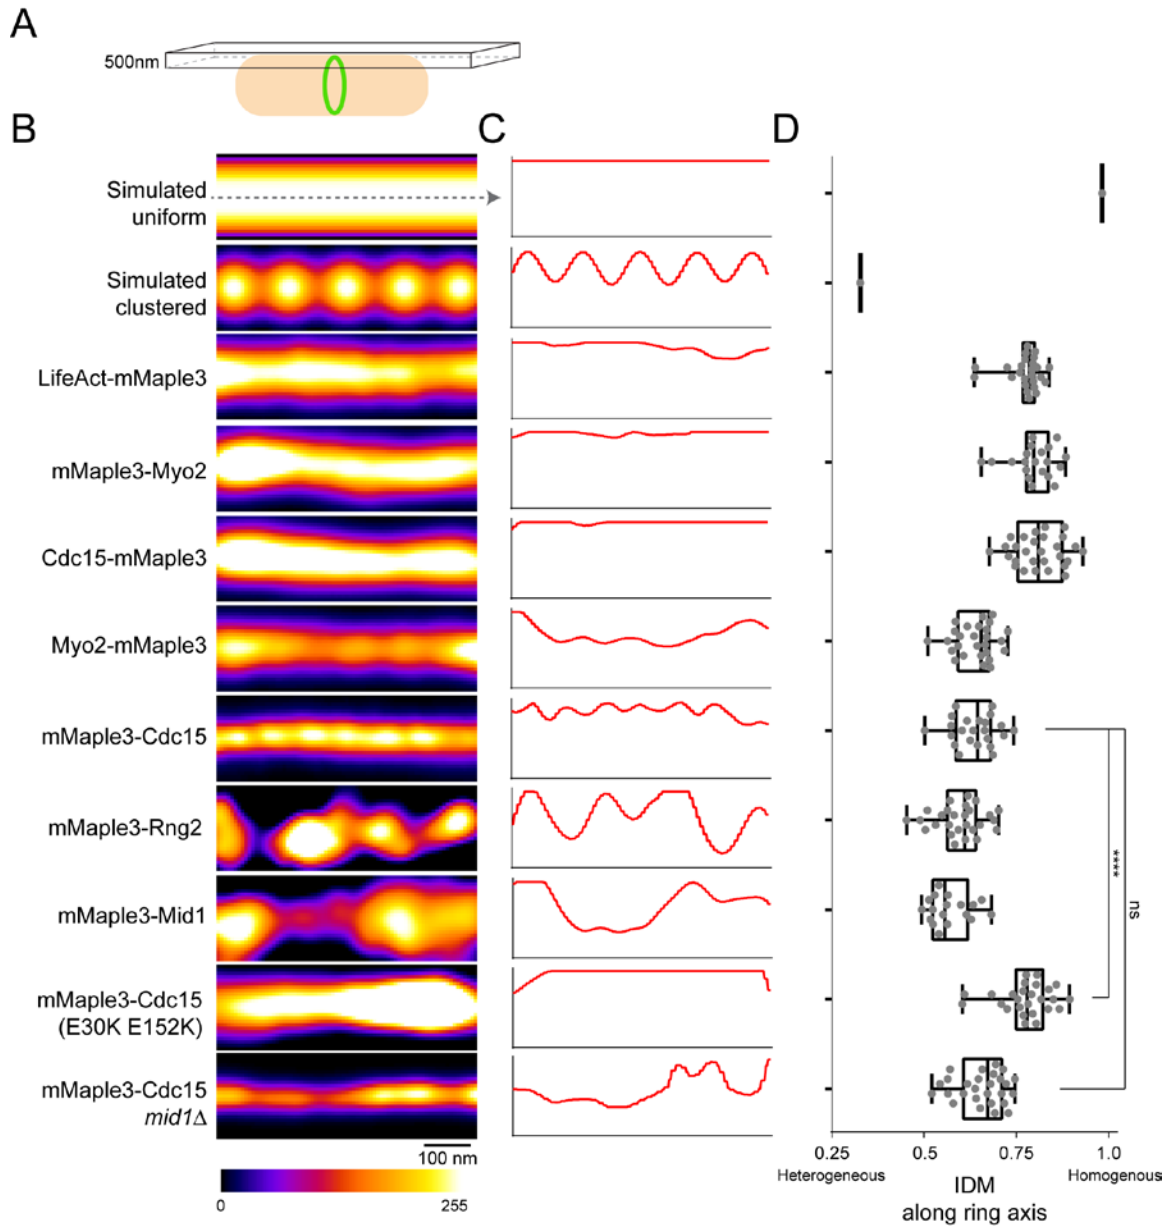 A
500nm
B
C
D
Simulated
uniform
Simulated
clustered
LifeAct-mMaple3
mMaple3-Myo2
Cdc15-mMaple3
Myo2-mMaple3
mMaple3-Cdc15
mMaple3-Rng2
mMaple3-Mid1
mMaple3-Cdc15
(E30K E152K)
mMaple3-Cdc15
mid1Δ
****
ns
100 nm
0
255
0.25
0.5
0.75
1.0
Heterogeneous
Homogenous
IDM
along ring axis